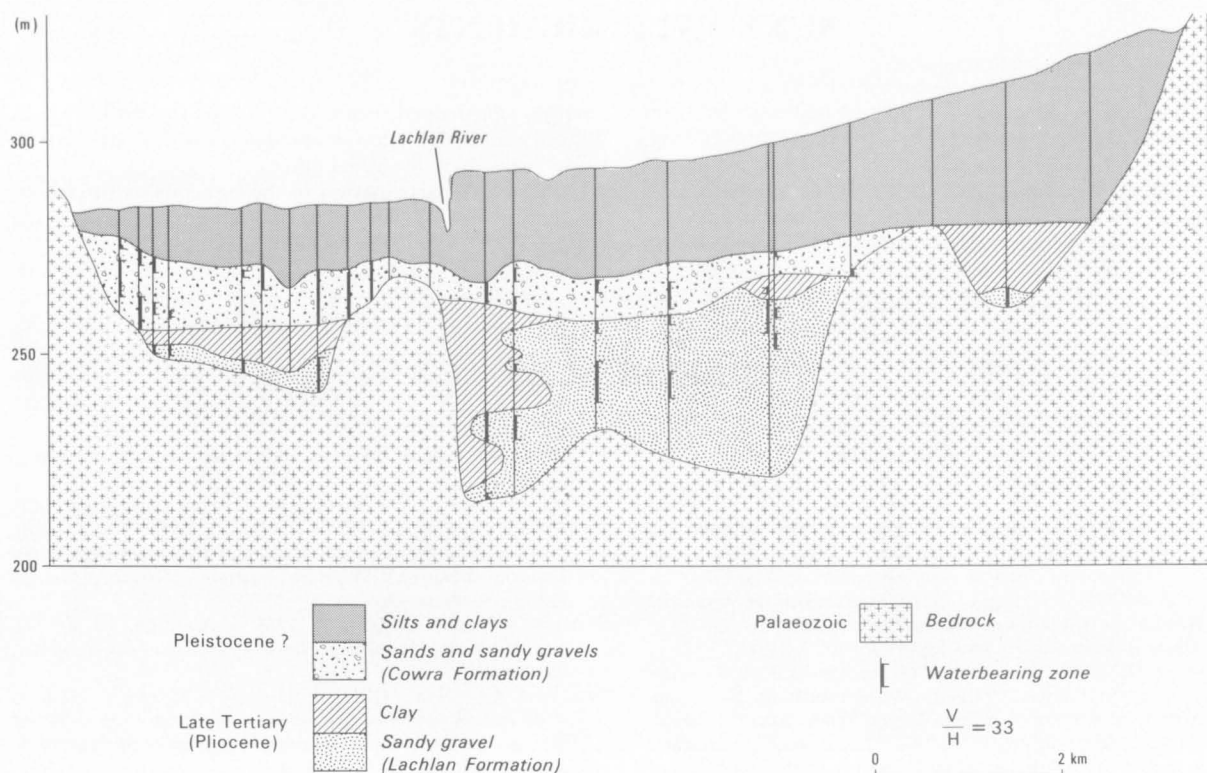 (m)
300
250
200
Lachlan River
Pleistocene ?
Silts and clays
Sands and sandy gravels
(Cowra Formation)
Late Tertiary
(Pliocene)
Clay
Sandy gravel
(Lachlan Formation)
Palaeozoic
Bedrock
Waterbearing zone
V
H
= 33
0
2 km